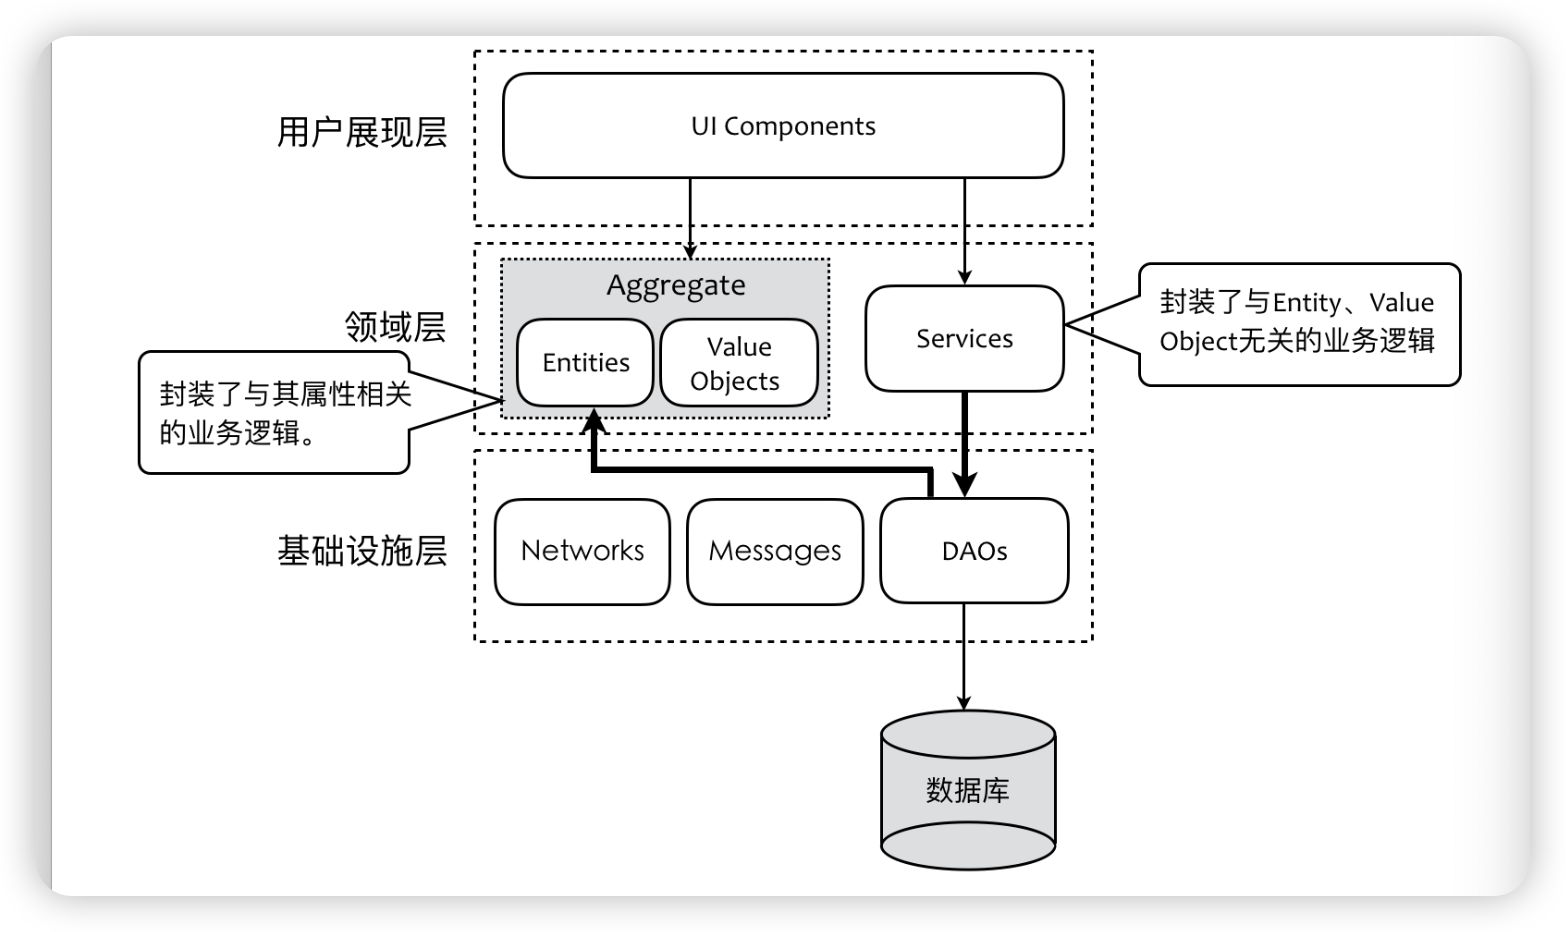 用户展现层
UI Components
领域层
Aggregate
Entities
Value
Objects
Services
封装了与Entity、Value
Object无关的业务逻辑
封装了与其属性相关
的业务逻辑。
基础设施层
Networks
Messages
DAOs
数据库